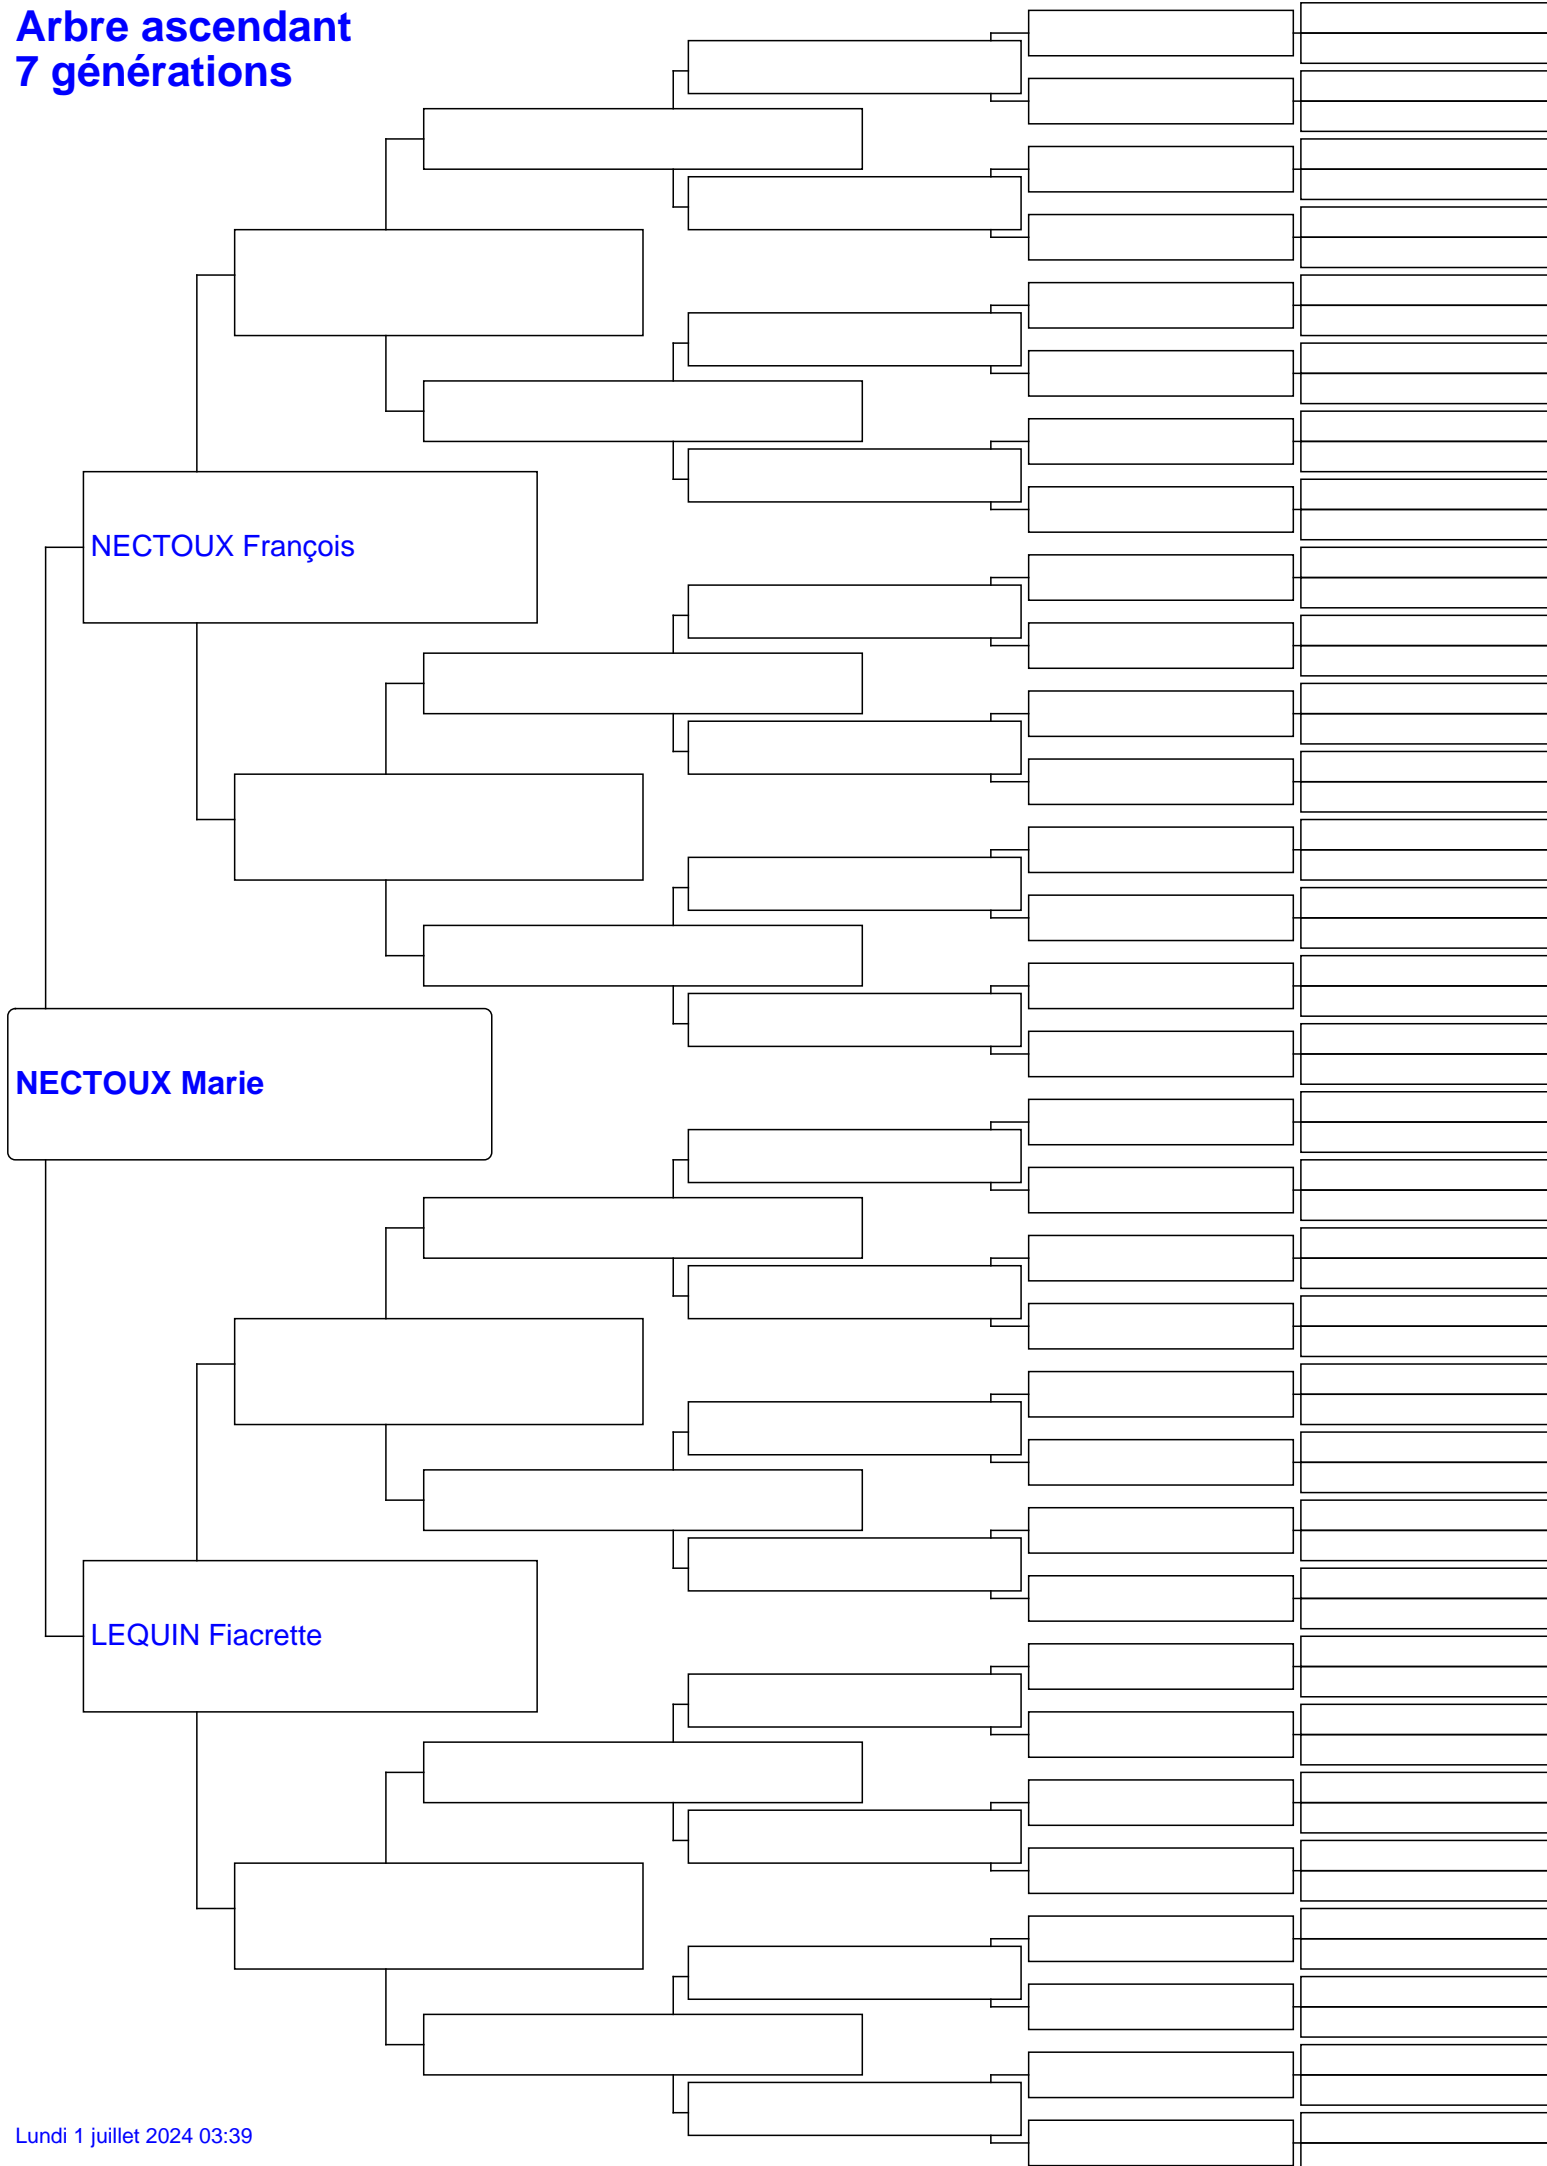 Arbre ascendant
7 générations
NECTOUX François
NECTOUX Marie
LEQUIN Fiacrette
Lundi 1 juillet 2024 03:39